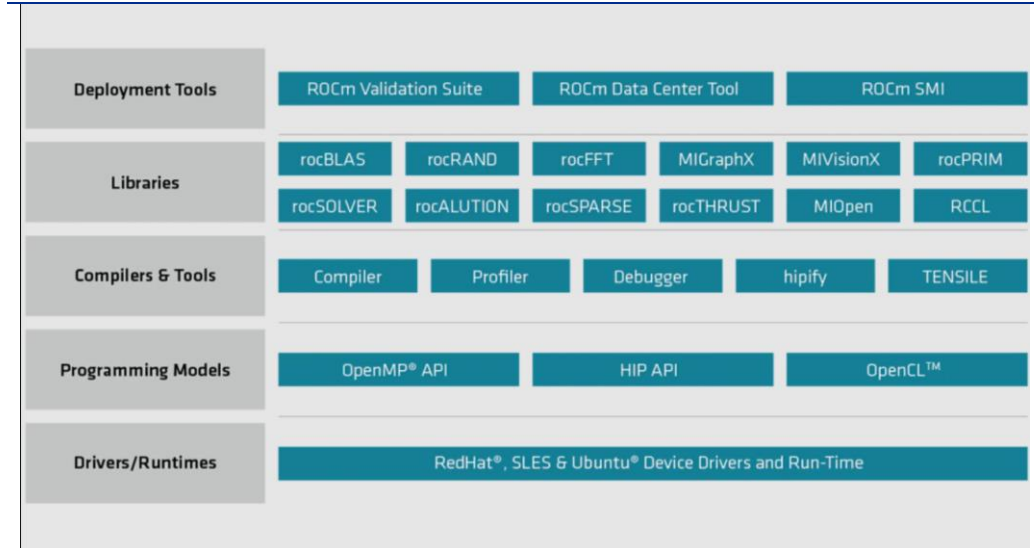 Deployment Tools
ROCm Validation Suite ROCm Data Center Tool ROCm SMI
Libraries
rocBLAS rocRAND rocFFT MIGraphX MIVisionX rocPRIM
rocSOLVER rocALUTION rocSPARSE rocTHRUST MIOpen RCCL
Compilers & Tools
Compiler Profiler Debugger hipify TENSILE
Programming Models
OpenMP® API HIP API OpenCL™
Drivers/Runtimes
RedHat®, SLES & Ubuntu® Device Drivers and Run-Time